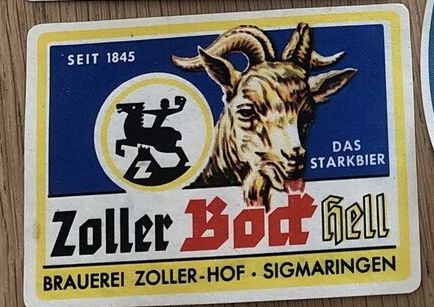 SEIT 1845
Z
DAS
STARKBIER
Zoller Bock Hell
BRAUEREI ZOLLER-HOF · SIGMARINGEN